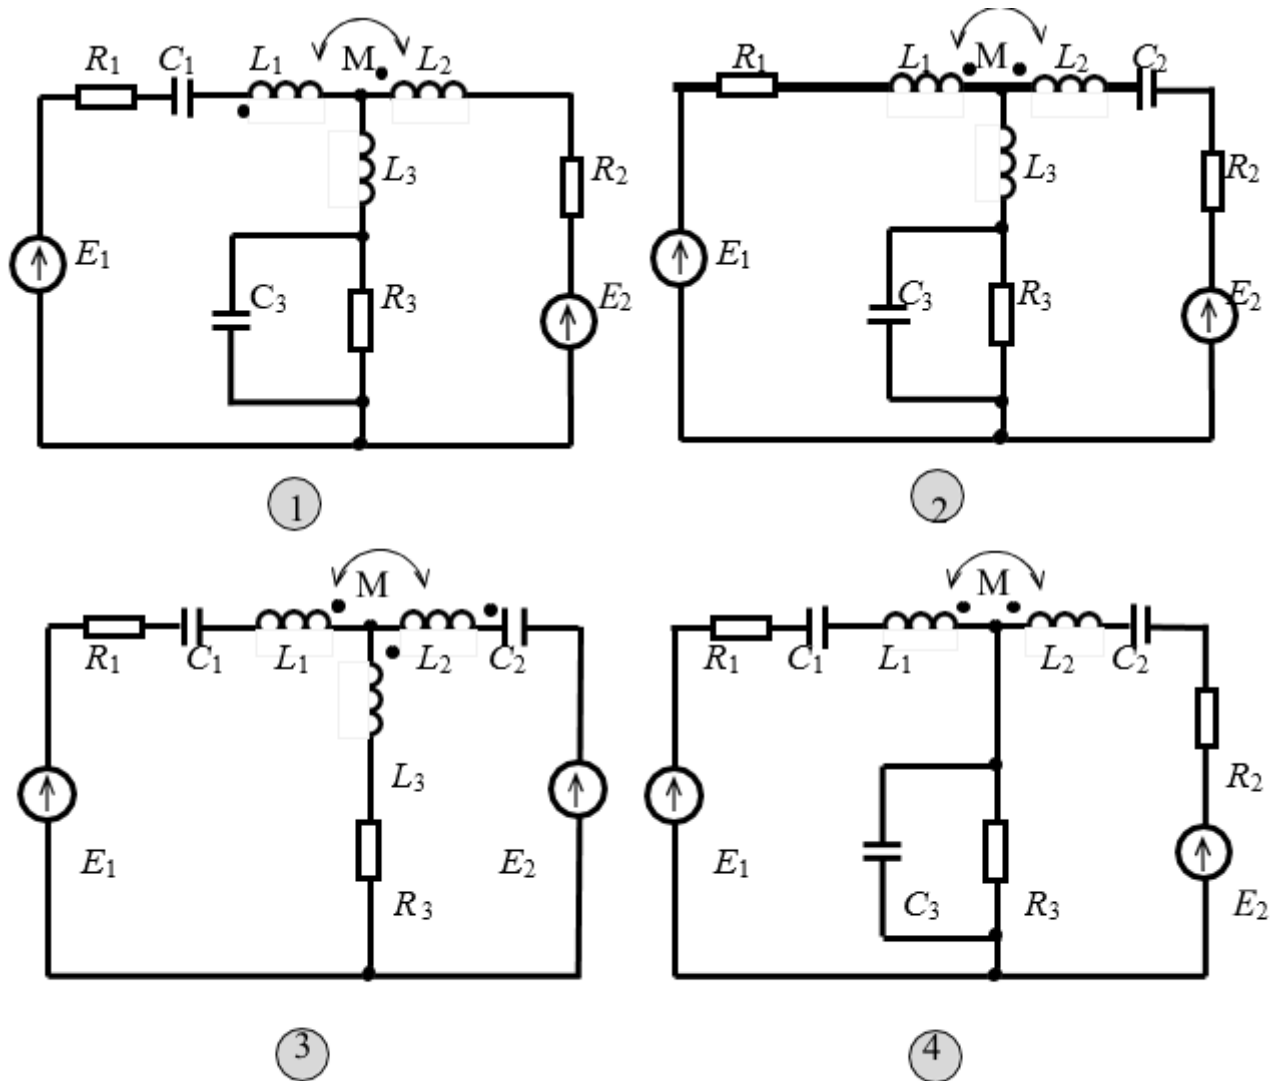 R1 C1 L1 M L2
L3 R2
E1
C3 R3 E2
1
R1 L1 M L2 C2
L3 R2
E1
C3 R3 E2
2
M
R1 C1 L1 L2 C2
L3
E1 E2
R3
3
M
R1 C1 L1 L2 C2
R2
E1
C3 R3 E2
4